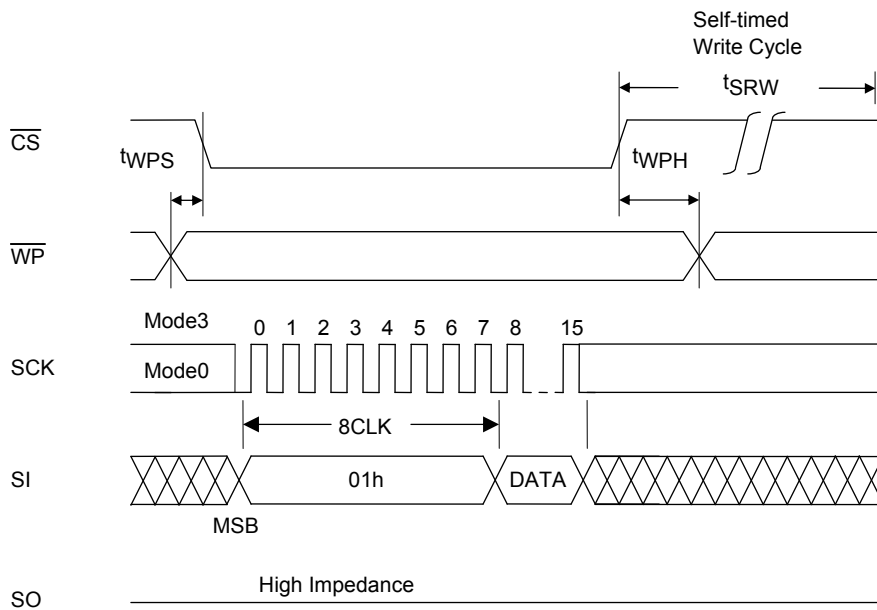 Self-timed
Write Cycle
tSRW
CS
tWPS
tWPH
WP
Mode3
0 1 2 3 4 5 6 7 8 15
SCK
Mode0
8CLK
SI
01h
DATA
MSB
High Impedance
SO